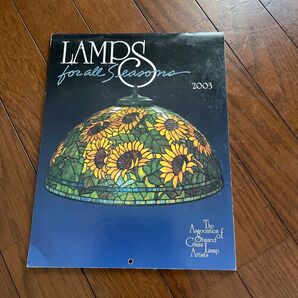 LAMPS
for all Seasons
2003
The
Association of
Stained
Glass Lamp
Artists